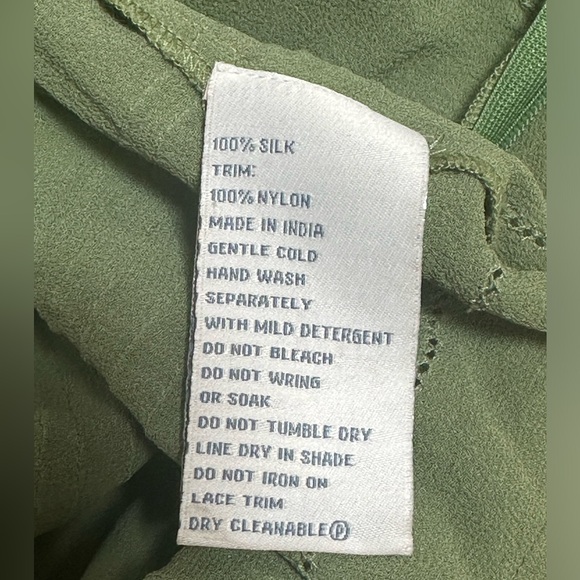 100% SILK
TRIM:
100% NYLON
MADE IN INDIA
GENTLE COLD
HAND WASH
SEPARATELY
WITH MILD DETERGENT
DO NOT BLEACH
DO NOT WRING
OR SOAK
DO NOT TUMBLE DRY
LINE DRY IN SHADE
DO NOT IRON ON
LACE TRIM
DRY CLEANABLE Ⓟ